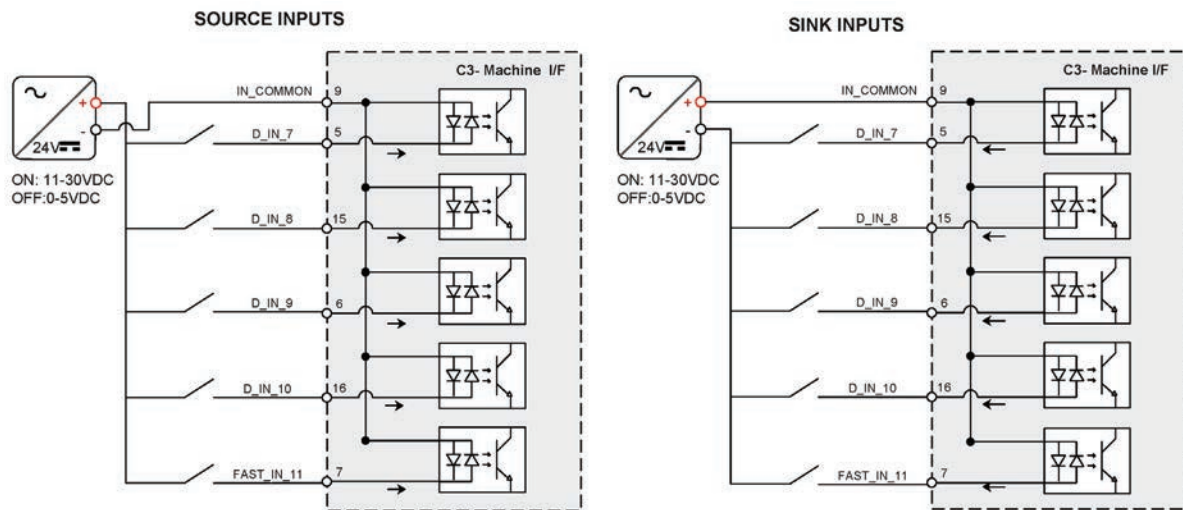 SOURCE INPUTS
C3- Machine I/F
IN_COMMON
9
+
-
24V
D_IN_7
5
ON: 11-30VDC
OFF:0-5VDC
D_IN_8
15
D_IN_9
6
D_IN_10
16
FAST_IN_11
7
SINK INPUTS
C3- Machine I/F
IN_COMMON
9
+
-
24V
D_IN_7
5
ON: 11-30VDC
OFF:0-5VDC
D_IN_8
15
D_IN_9
6
D_IN_10
16
FAST_IN_11
7